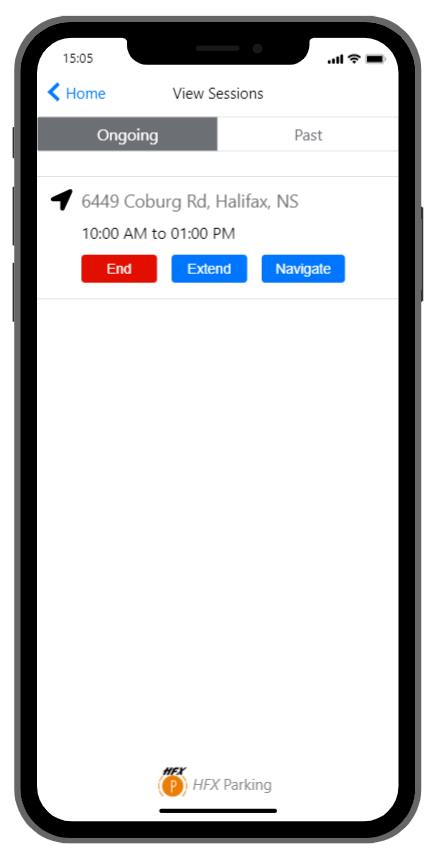 15:05
Home View Sessions
Ongoing Past
6449 Coburg Rd, Halifax, NS
10:00 AM to 01:00 PM
End Extend Navigate
HFX
P HFX Parking